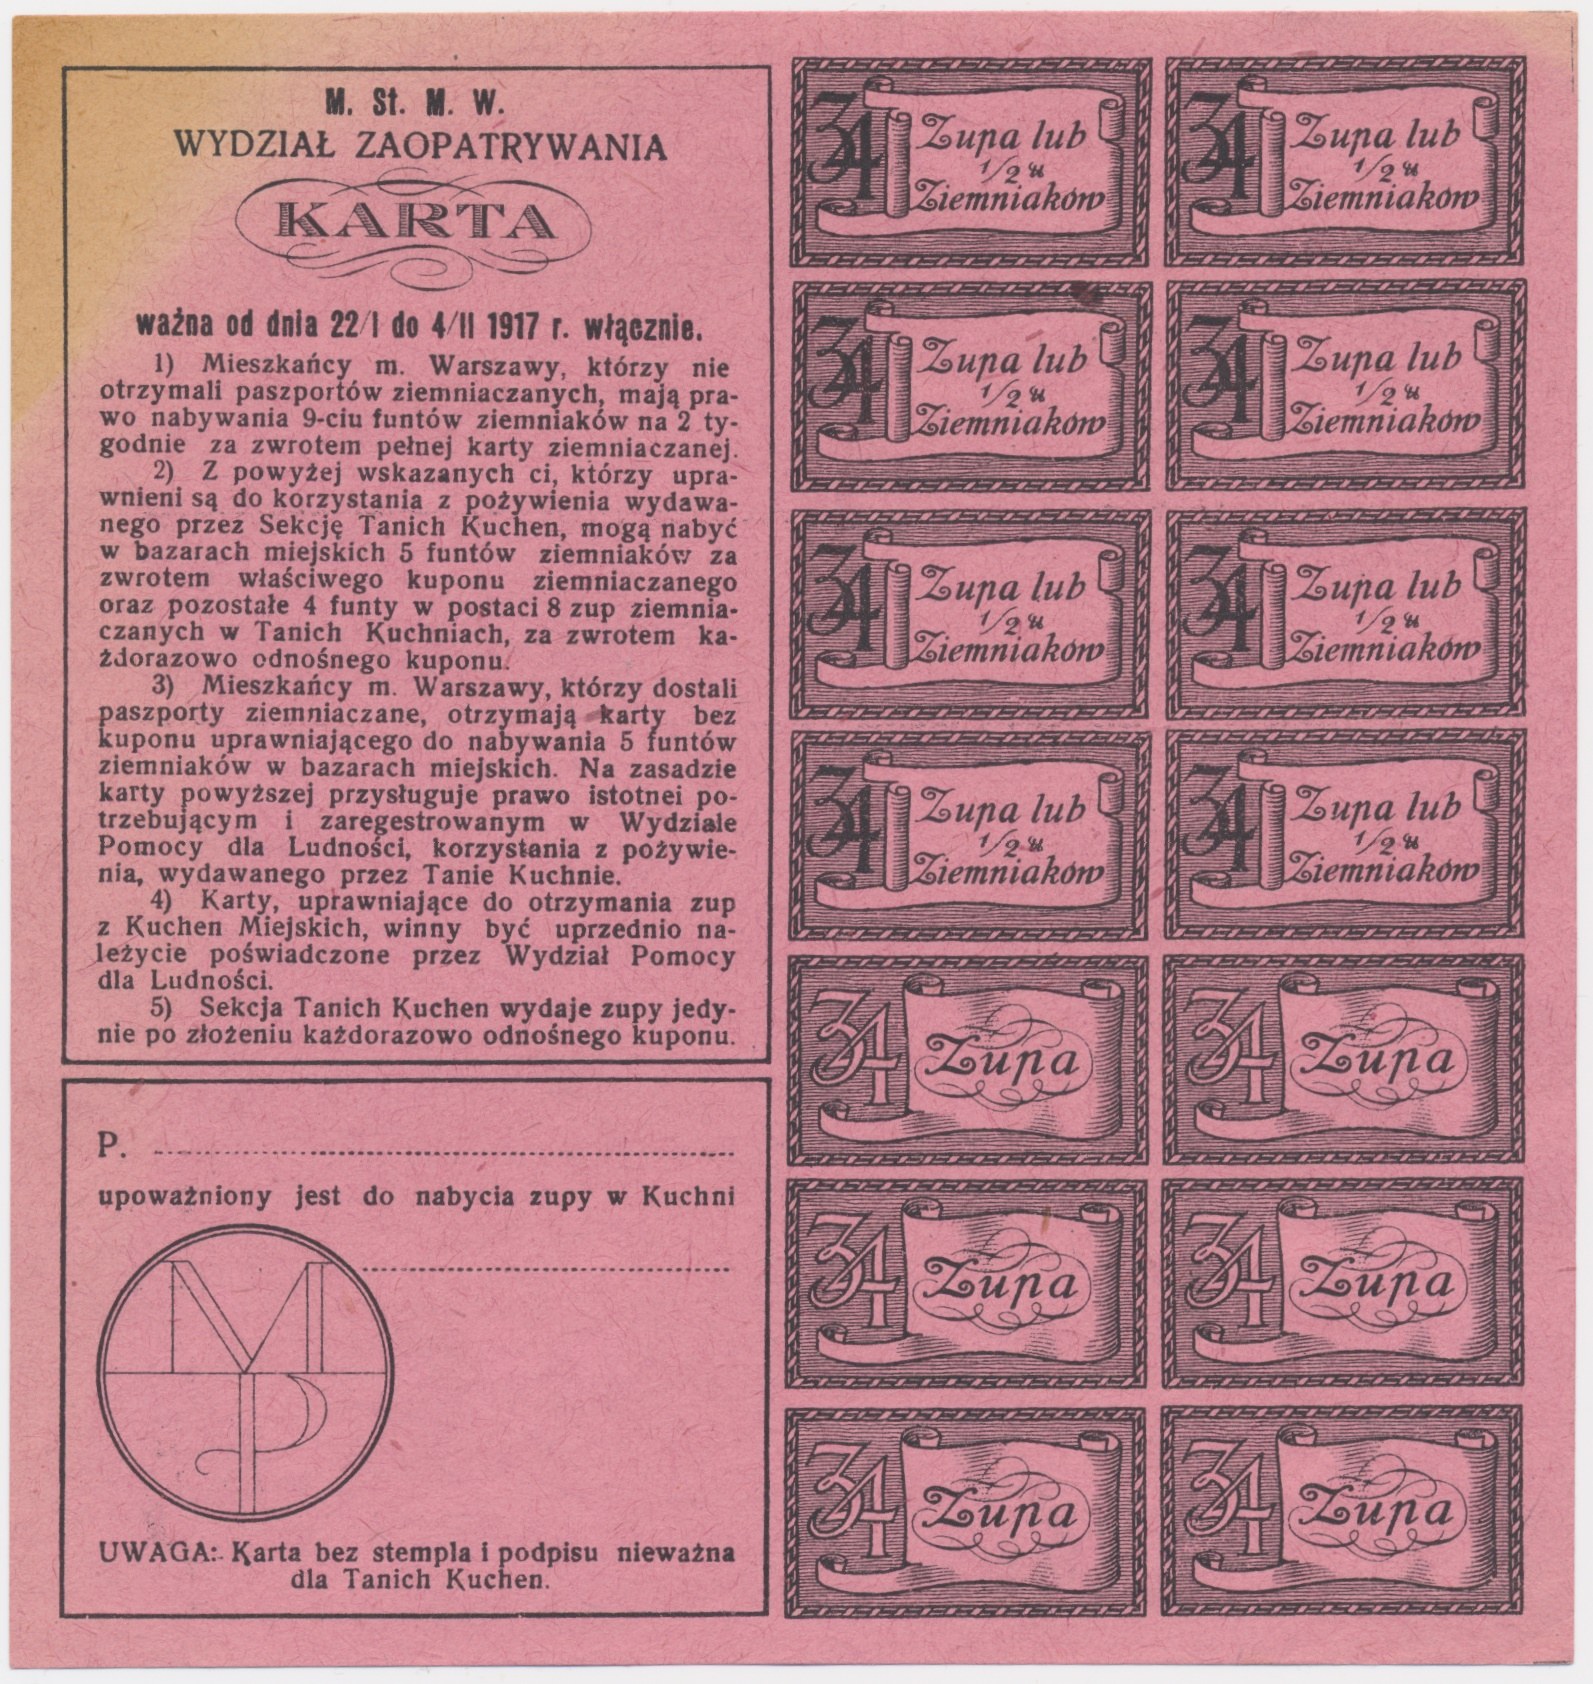 M. St. M. W.
WYDZIAŁ ZAOPATRYWANIA
KARTA
ważna od dnia 22/I do 4/II 1917 r. włącznie.
1) Mieszkańcy m. Warszawy, którzy nie
otrzymali paszportów ziemniaczanych, mają pra-
wo nabywania 9-ciu funtów ziemniaków na 2 ty-
godnie za zwrotem pełnej karty ziemniaczanej.
2) Z powyżej wskazanych ci, którzy upra-
wnieni są do korzystania z pożywienia wydawa-
nego przez Sekcję Tanich Kuchen, mogą nabyć
w bazarach miejskich 5 funtów ziemniaków za
zwrotem właściwego kuponu ziemniaczanego
oraz pozostałe 4 funty w postaci 8 zup ziemnia-
czanych w Tanich Kuchniach, za zwrotem ka-
żdorazowo odnośnego kuponu.
3) Mieszkańcy m. Warszawy, którzy dostali
paszporty ziemniaczane, otrzymają karty bez
kuponu uprawniającego do nabywania 5 funtów
ziemniaków w bazarach miejskich. Na zasadzie
karty powyższej przysługuje prawo istotnei po-
trzebującym i zaregestrowanym w Wydziale
Pomocy dla Ludności, korzystania z pożywie-
nia, wydawanego przez Tanie Kuchnie.
4) Karty, uprawniające do otrzymania zup
z Kuchen Miejskich, winny być uprzednio na-
leżycie poświadczone przez Wydział Pomocy
dla Ludności.
5) Sekcja Tanich Kuchen wydaje zupy jedy-
nie po złożeniu każdorazowo odnośnego kuponu.
P.
upoważniony jest do nabycia zupy w Kuchni
M
P
UWAGA: Karta bez stempla i podpisu nieważna
dla Tanich Kuchen.
34 Zupa lub
1/2 u
Ziemniakow
34 Zupa lub
1/2 u
Ziemniakow
34 Zupa lub
1/2 u
Ziemniakow
34 Zupa lub
1/2 u
Ziemniakow
34 Zupa lub
1/2 u
Ziemniakow
34 Zupa lub
1/2 u
Ziemniakow
34 Zupa lub
1/2 u
Ziemniakow
34 Zupa lub
1/2 u
Ziemniakow
34 Zupa
34 Zupa
34 Zupa
34 Zupa
34 Zupa
34 Zupa